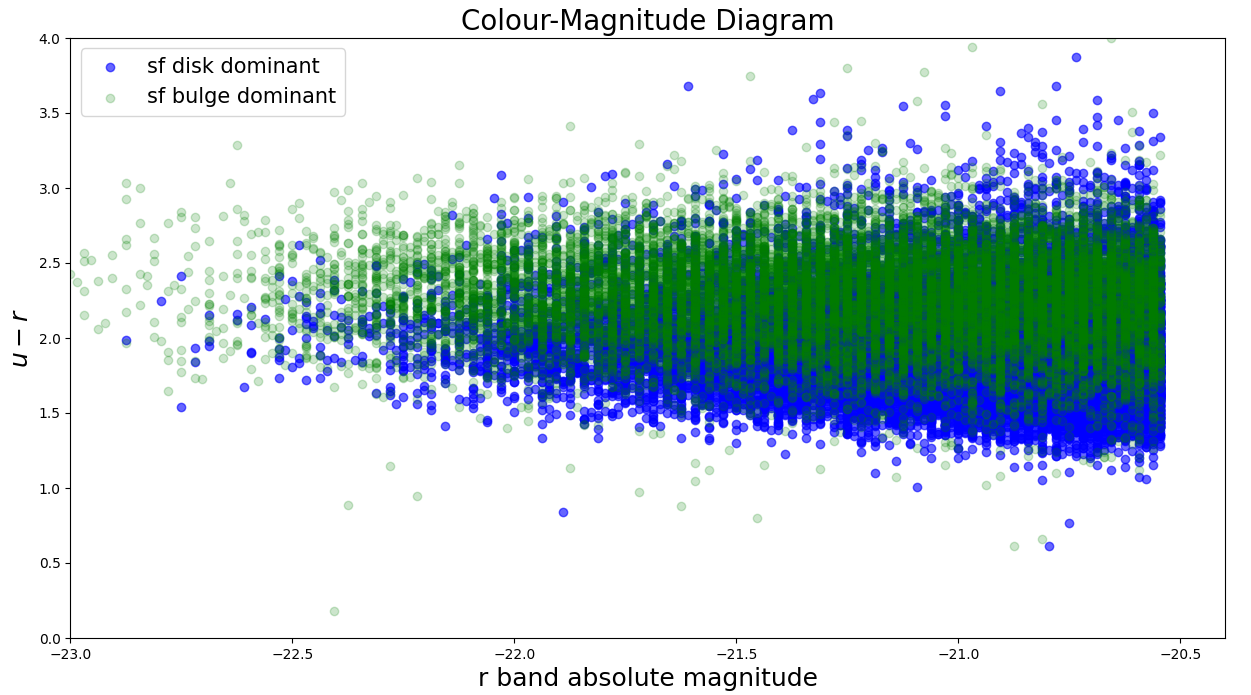 Colour-Magnitude Diagram
sf disk dominant
sf bulge dominant
4.0
3.5
3.0
2.5
2.0
1.5
1.0
0.5
0.0
u − r
−23.0 −22.5 −22.0 −21.5 −21.0 −20.5
r band absolute magnitude